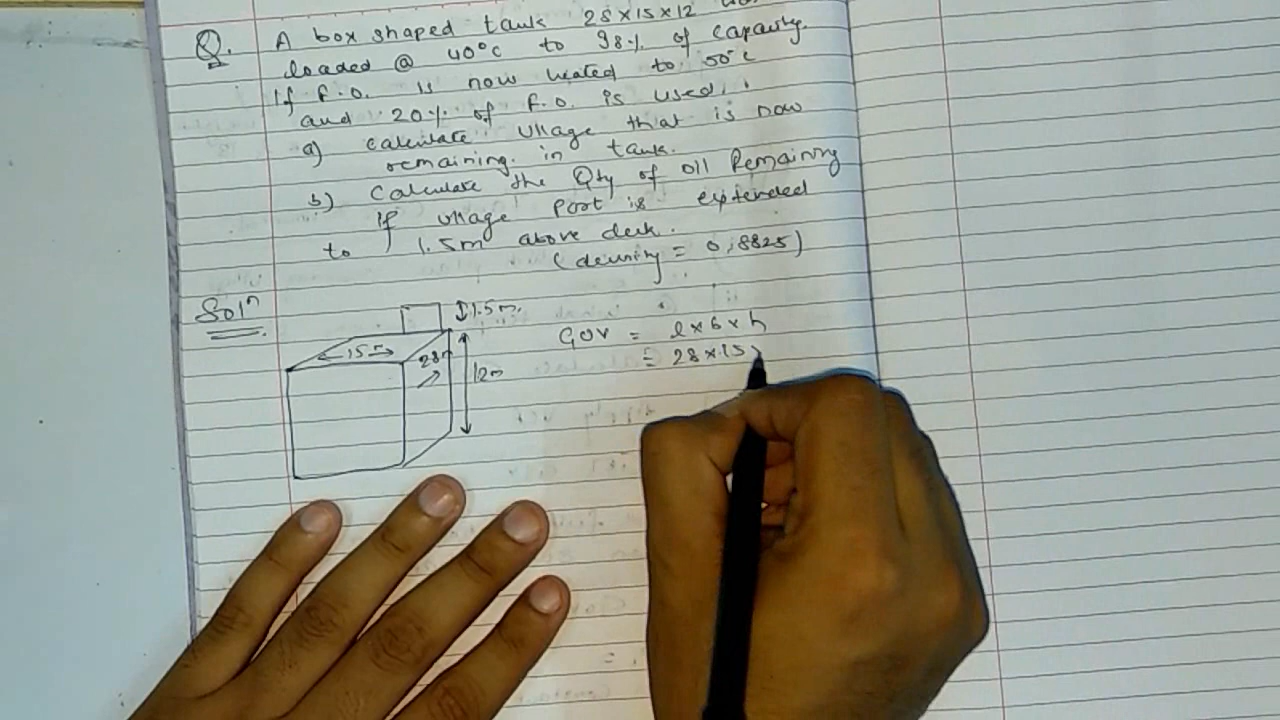 Q. A box shaped tank 28×15×12
loaded @ 40°c to 98% of capacity.
If F.O. is now heated to 50°c
and 20% of F.O. is used,
a) calculate ullage that is now
remaining in tank.
b) Calculate the Qty of oil Remaining
If ullage Port is extended
to 1.5m above deck.
(density = 0.8825)
Solⁿ
1.5m.
15m
28m
12m
GOV = l×b×h
= 28×15×